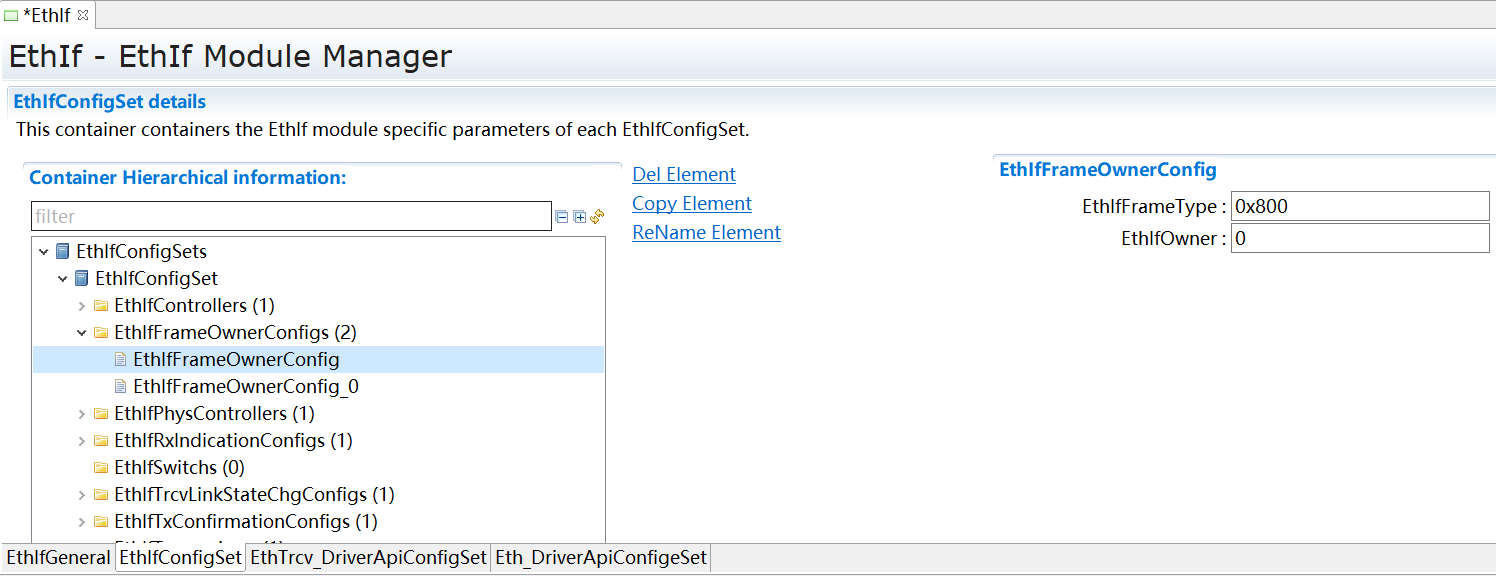 *EthIf
EthIf - EthIf Module Manager
EthIfConfigSet details
This container containers the EthIf module specific parameters of each EthIfConfigSet.
Container Hierarchical information:
filter
EthIfConfigSets
EthIfConfigSet
EthIfControllers (1)
EthIfFrameOwnerConfigs (2)
EthIfFrameOwnerConfig
EthIfFrameOwnerConfig_0
EthIfPhysControllers (1)
EthIfRxIndicationConfigs (1)
EthIfSwitchs (0)
EthIfTrcvLinkStateChgConfigs (1)
EthIfTxConfirmationConfigs (1)
Del Element
Copy Element
ReName Element
EthIfFrameOwnerConfig
EthIfFrameType : 0x800
EthIfOwner : 0
EthIfGeneral EthIfConfigSet EthTrcv_DriverApiConfigSet Eth_DriverApiConfigeSet